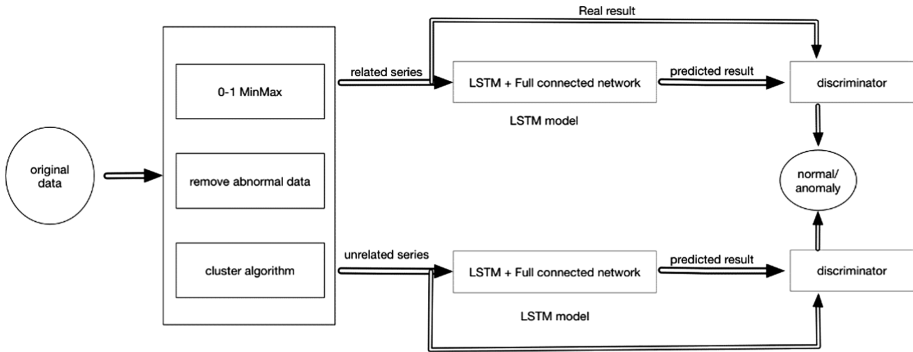 Real result
related series
predicted result
0-1 MinMax
LSTM + Full connected network
discriminator
LSTM model
original
data
remove abnormal data
normal/
anomaly
unrelated series
predicted result
cluster algorithm
LSTM + Full connected network
discriminator
LSTM model